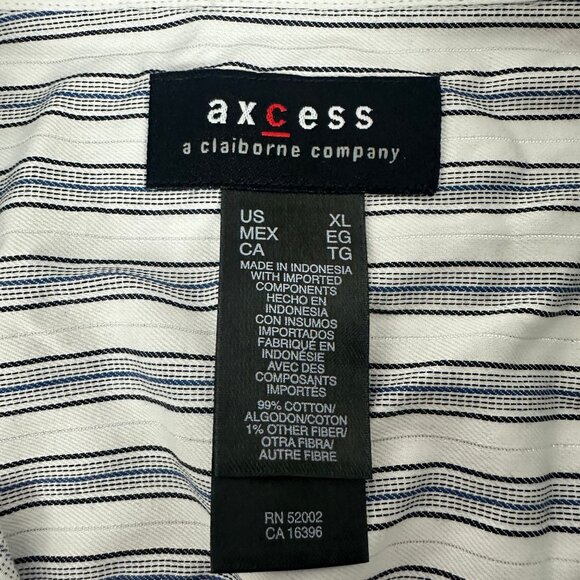 axcess
a claiborne company
US XL
MEX EG
CA TG
MADE IN INDONESIA
WITH IMPORTED
COMPONENTS
HECHO EN
INDONESIA
CON INSUMOS
IMPORTADOS
FABRIQUÉ EN
INDONÉSIE
AVEC DES
COMPOSANTS
IMPORTÉS
99% COTTON/
ALGODON/COTON
1% OTHER FIBER/
OTRA FIBRA/
AUTRE FIBRE
RN 52002
CA 16396